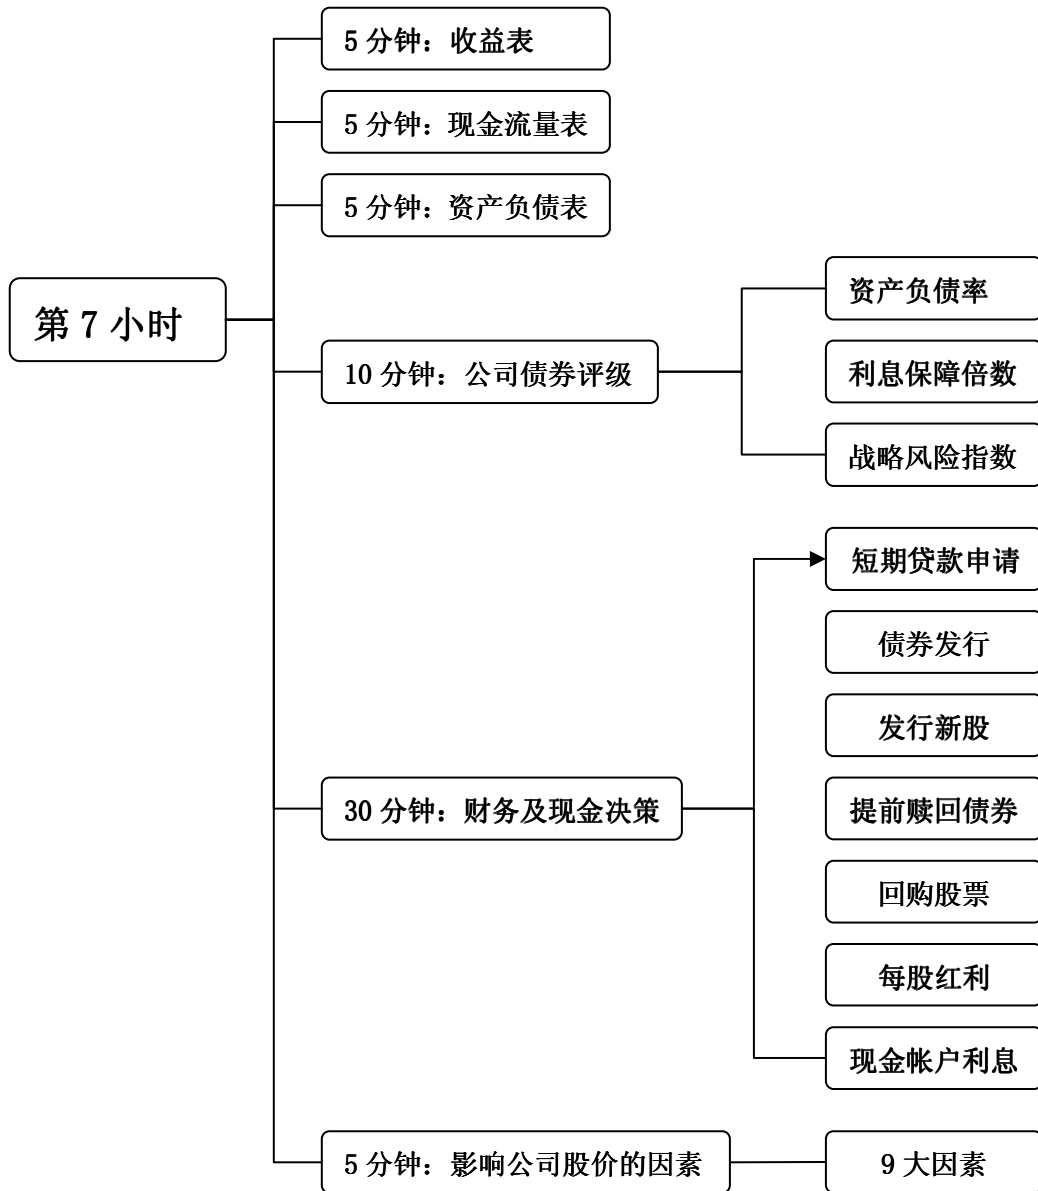 第 7 小时
5 分钟：收益表
5 分钟：现金流量表
5 分钟：资产负债表
10 分钟：公司债券评级
资产负债率
利息保障倍数
战略风险指数
30 分钟：财务及现金决策
短期贷款申请
债券发行
发行新股
提前赎回债券
回购股票
每股红利
现金帐户利息
5 分钟：影响公司股价的因素
9 大因素